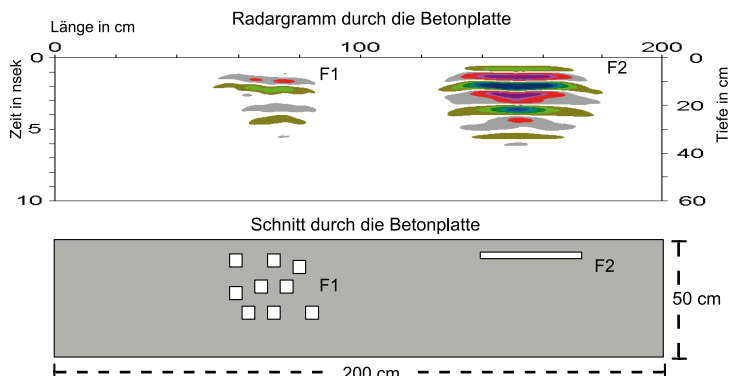 Radargramm durch die Betonplatte
Länge in cm
0 100 200
0 0
F1 F2
Zeit in nsek
Tiefe in cm
20
5
40
10 60
Schnitt durch die Betonplatte
F1 F2
50 cm
200 cm